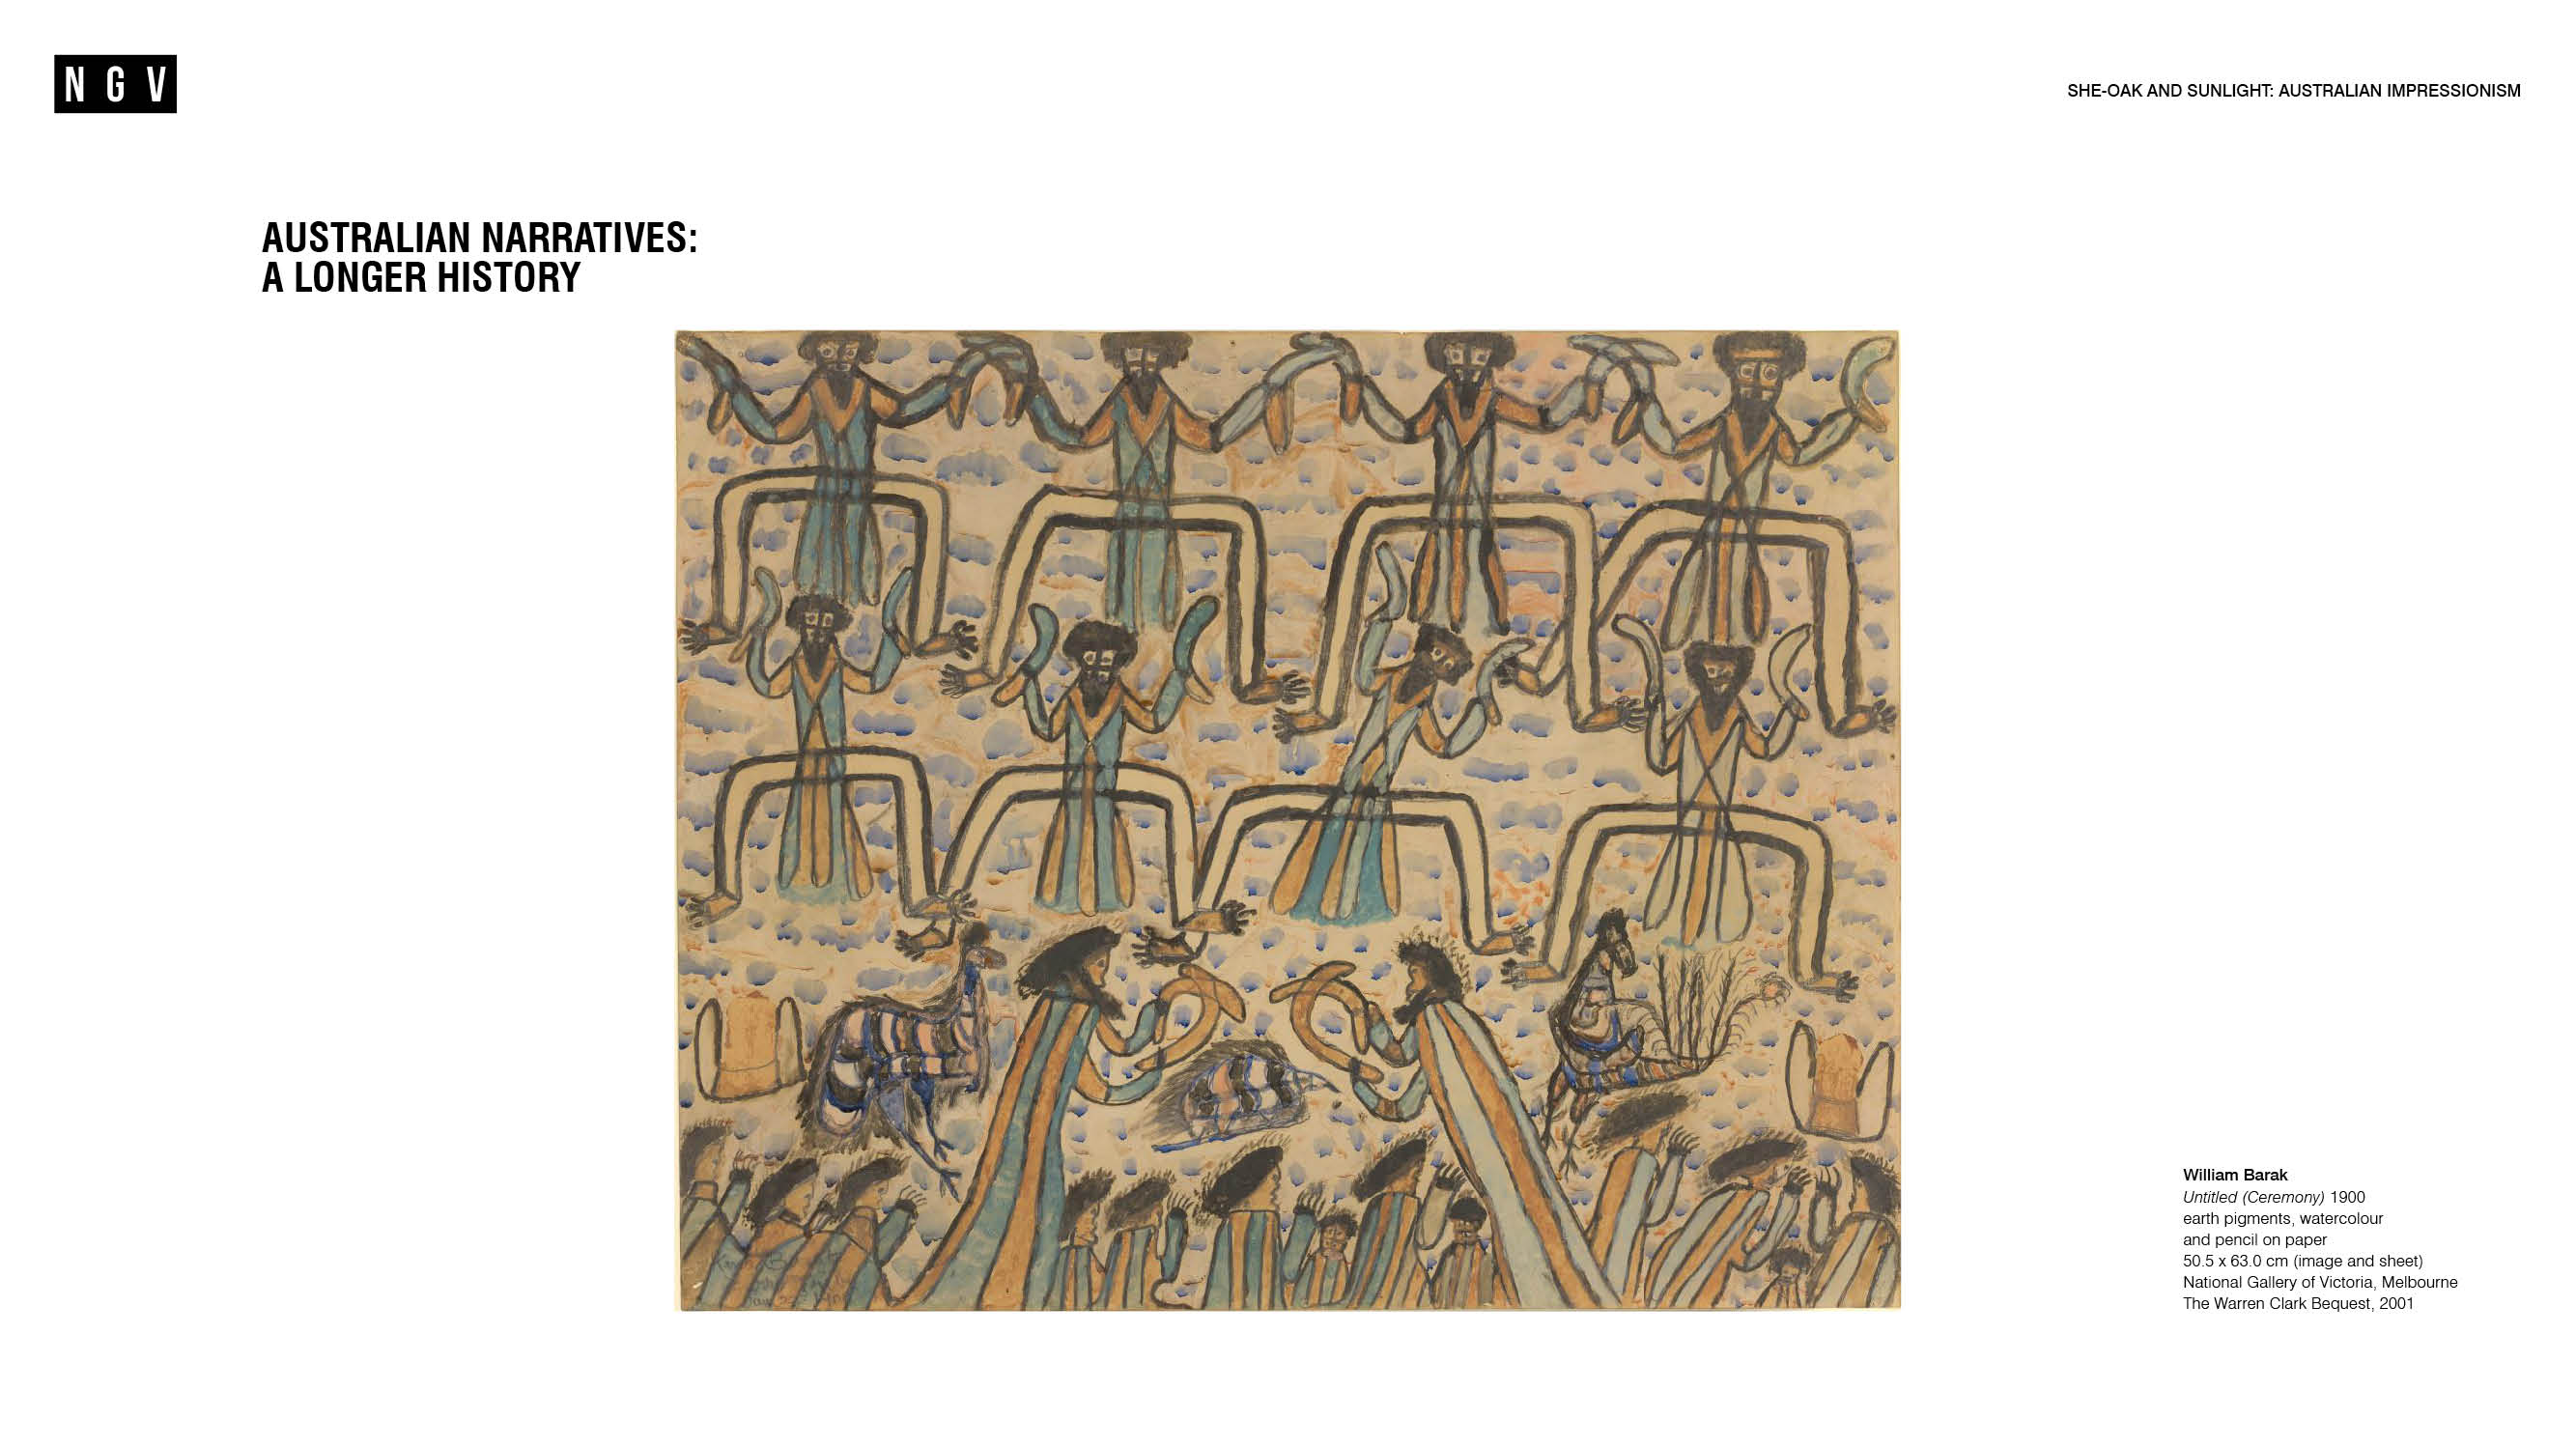 NGV
SHE-OAK AND SUNLIGHT: AUSTRALIAN IMPRESSIONISM
AUSTRALIAN NARRATIVES:
A LONGER HISTORY
William Barak
Untitled (Ceremony) 1900
earth pigments, watercolour
and pencil on paper
50.5 x 63.0 cm (image and sheet)
National Gallery of Victoria, Melbourne
The Warren Clark Bequest, 2001